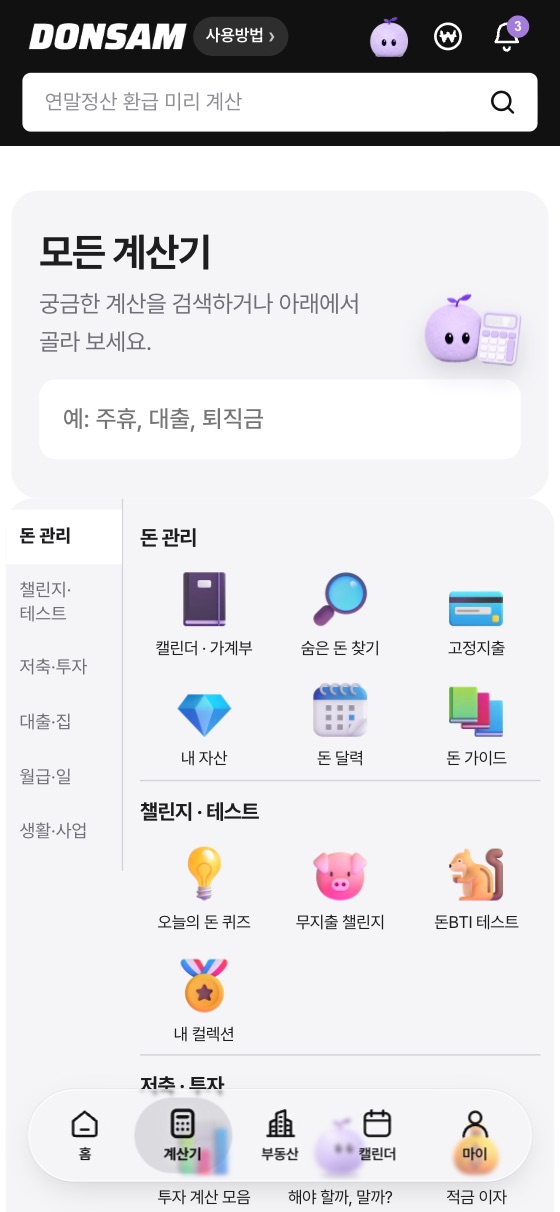 DONSAM 사용방법 ›
3
연말정산 환급 미리 계산
모든 계산기
궁금한 계산을 검색하거나 아래에서
골라 보세요.
예: 주휴, 대출, 퇴직금
돈 관리
챌린지·
테스트
저축·투자
대출·집
월급·일
생활·사업
돈 관리
캘린더 · 가계부 숨은 돈 찾기 고정지출
내 자산 돈 달력 돈 가이드
챌린지 · 테스트
오늘의 돈 퀴즈 무지출 챌린지 돈BTI 테스트
내 컬렉션
저축 · 투자
홈 계산기 부동산 캘린더 마이
투자 계산 모음 해야 할까, 말까? 적금 이자